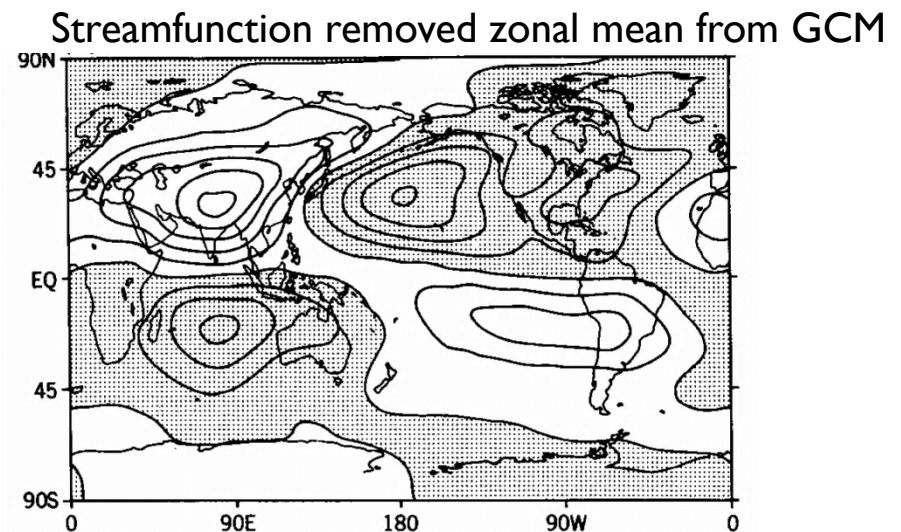 Streamfunction removed zonal mean from GCM
90N
45
EQ
45
90S
0 90E 180 90W 0